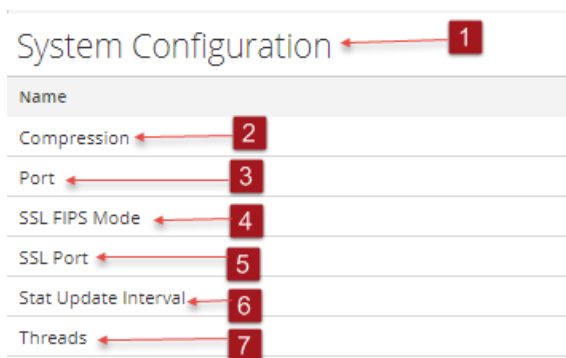 System Configuration 1
Name
Compression 2
Port 3
SSL FIPS Mode 4
SSL Port 5
Stat Update Interval 6
Threads 7